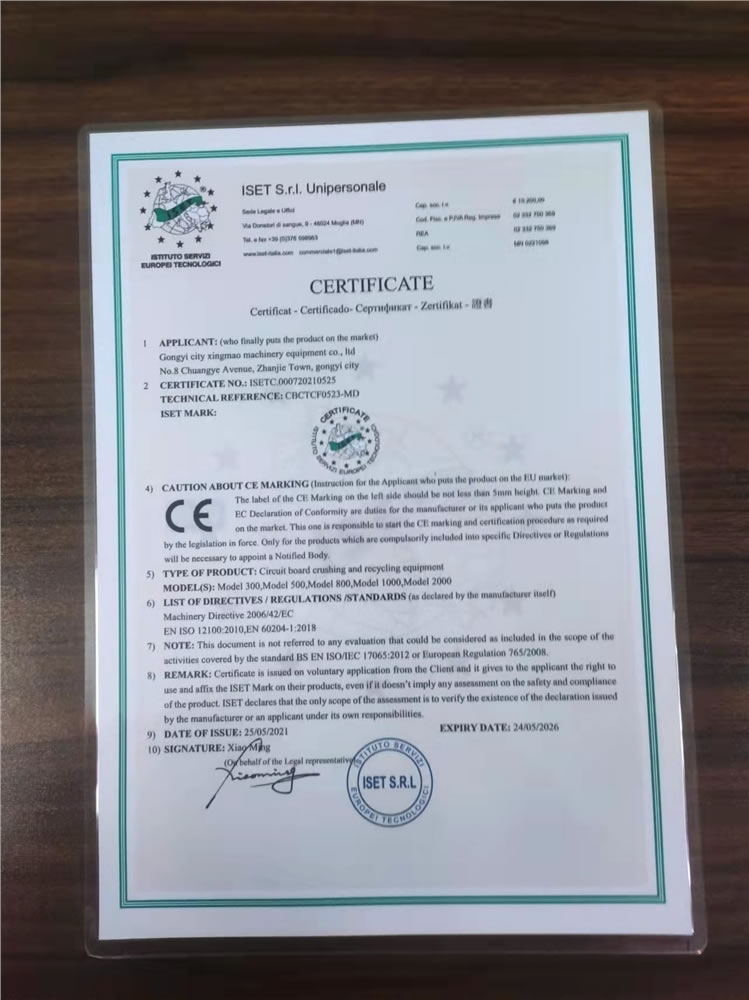 ISET
ISTITUTO SERVIZI
EUROPEI TECNOLOGICI
ISET S.r.l. Unipersonale
Sede Legale e Uffici
Via Donatori di sangue, 9 - 46024 Moglia (MN)
Tel. e fax +39 (0)376
www.iset-italia.com commerciale1@iset-italia.com
Cap. soc. i.v.
Cod. Fisc. e P.IVA Reg. Imprese
REA
Cap. soc. i.v.
CERTIFICATE
Certificat - Certificado- Сертификат - Zertifikat - 證書
1 APPLICANT: (who finally puts the product on the market)
Gongyi city xingmao machinery equipment co., ltd
No.8 Chuangye Avenue, Zhanjie Town, gongyi city
2 CERTIFICATE NO.: ISETC.000720210525
TECHNICAL REFERENCE: CBCTCF0523-MD
ISET MARK:
CERTIFICATE
ISET
ISTITUTO SERVIZI EUROPEI TECNOLOGICI
4) CAUTION ABOUT CE MARKING (Instruction for the Applicant who puts the product on the EU market):
CE
The label of the CE Marking on the left side should be not less than 5mm height. CE Marking and
EC Declaration of Conformity are duties for the manufacturer or its applicant who puts the product
on the market. This one is responsible to start the CE marking and certification procedure as required
by the legislation in force. Only for the products which are compulsorily included into specific Directives or Regulations
will be necessary to appoint a Notified Body.
5) TYPE OF PRODUCT: Circuit board crushing and recycling equipment
MODEL(S): Model 300,Model 500,Model 800,Model 1000,Model 2000
6) LIST OF DIRECTIVES / REGULATIONS /STANDARDS (as declared by the manufacturer itself)
Machinery Directive 2006/42/EC
EN ISO 12100:2010,EN 60204-1:2018
7) NOTE: This document is not referred to any evaluation that could be considered as included in the scope of the
activities covered by the standard BS EN ISO/IEC 17065:2012 or European Regulation 765/2008.
8) REMARK: Certificate is issued on voluntary application from the Client and it gives to the applicant the right to
use and affix the ISET Mark on their products, even if it doesn't imply any assessment on the safety and compliance
of the product. ISET declares that the only scope of the assessment is to verify the existence of the declaration issued
by the manufacturer or an applicant under its own responsibilities.
9) DATE OF ISSUE: 25/05/2021 EXPIRY DATE: 24/05/2026
10) SIGNATURE: Xiao Ming
(On behalf of the Legal representative)
Xiaoming
ISTITUTO SERVIZI
ISET S.R.L
EUROPEI TECNOLOGICI